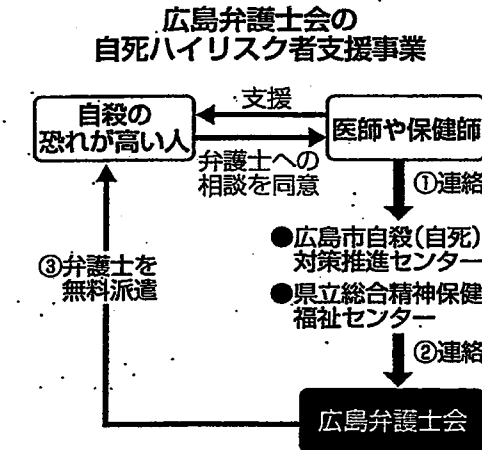 広島弁護士会の
自死ハイリスク者支援事業
自殺の
恐れが高い人
支援
医師や保健師
弁護士への
相談を同意
①連絡
●広島市自殺(自死)
対策推進センター
●県立総合精神保健
福祉センター
③弁護士を
無料派遣
②連絡
広島弁護士会